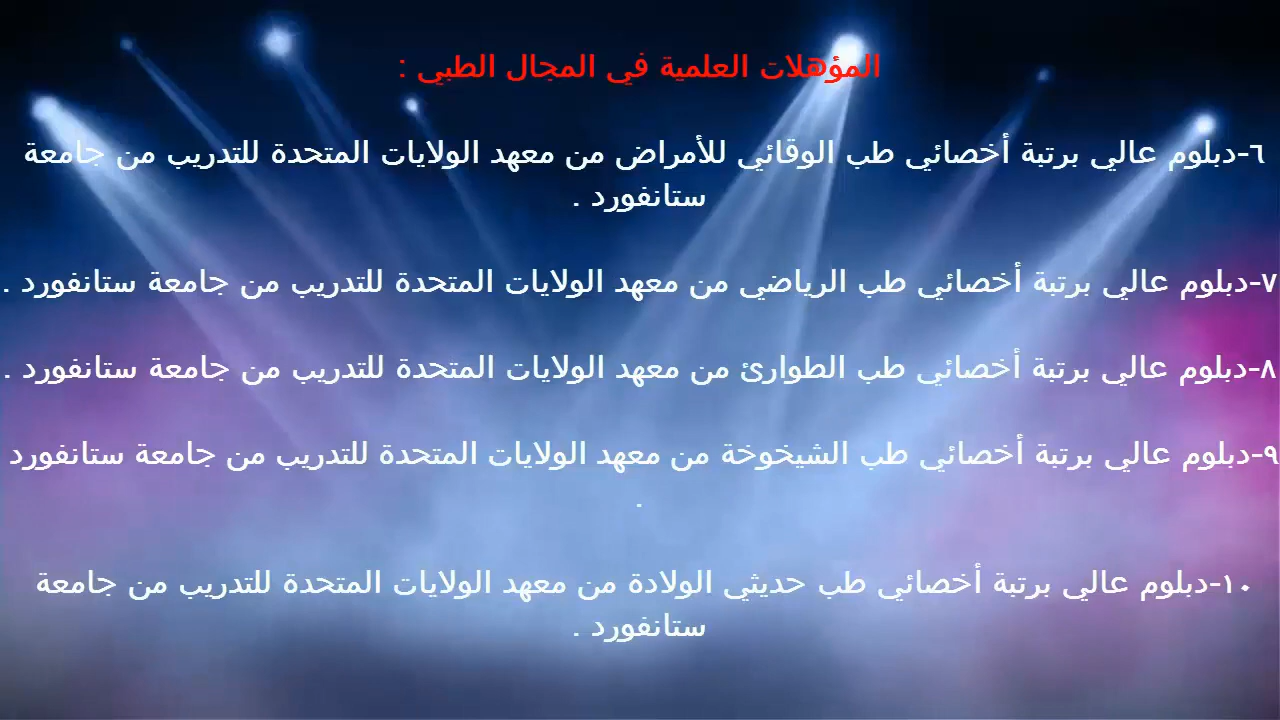 المؤهلات العلمية في المجال الطبي :
٦-دبلوم عالي برتبة أخصائي طب الوقائي للأمراض من معهد الولايات المتحدة للتدريب من جامعة
ستانفورد .
٧-دبلوم عالي برتبة أخصائي طب الرياضي من معهد الولايات المتحدة للتدريب من جامعة ستانفورد .
٨-دبلوم عالي برتبة أخصائي طب الطوارئ من معهد الولايات المتحدة للتدريب من جامعة ستانفورد .
٩-دبلوم عالي برتبة أخصائي طب الشيخوخة من معهد الولايات المتحدة للتدريب من جامعة ستانفورد
.
١٠-دبلوم عالي برتبة أخصائي طب حديثي الولادة من معهد الولايات المتحدة للتدريب من جامعة
ستانفورد .